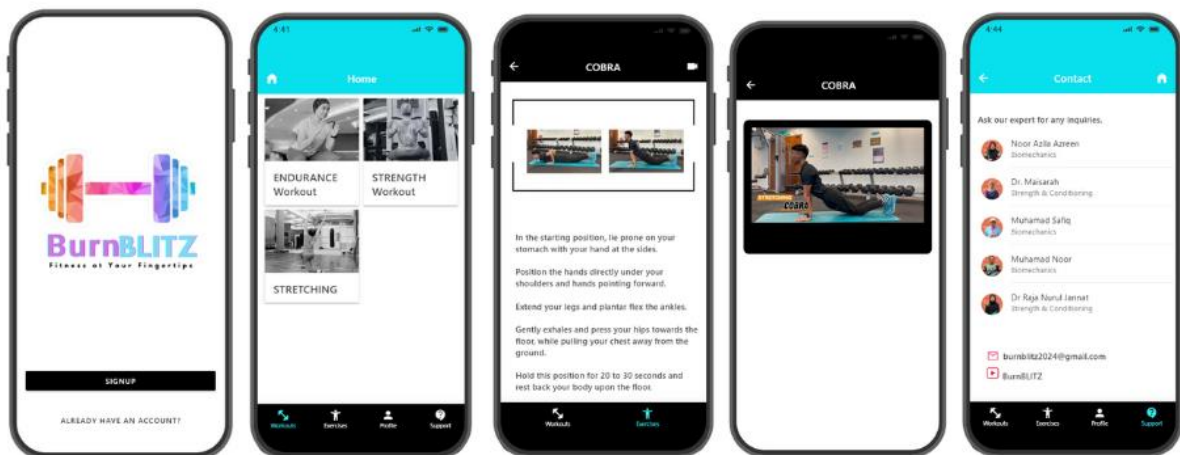 BurnBLITZ
Fitness at Your Fingertips
SIGNUP
ALREADY HAVE AN ACCOUNT?
4:41
Home
ENDURANCE
Workout
STRENGTH
Workout
STRETCHING
Workouts
Exercises
Profile
Support
COBRA
In the starting position, lie prone on your
stomach with your hand at the sides.
Position the hands directly under your
shoulders and hands pointing forward.
Extend your legs and plantar flex the ankles.
Gently exhales and press your hips towards the
floor, while pulling your chest away from the
ground.
Hold this position for 20 to 30 seconds and
rest back your body upon the floor.
Workouts
Exercises
COBRA
COBRA
4:44
Contact
Ask our expert for any inquiries.
Noor Azila Azreen
Biomechanics
Dr. Maisarah
Strength & Conditioning
Muhamad Safiq
Biomechanics
Muhamad Noor
Biomechanics
Dr Raja Nurul Jannat
Strength & Conditioning
burnblitz2024@gmail.com
BurnBLITZ
Workouts
Exercises
Profile
Support